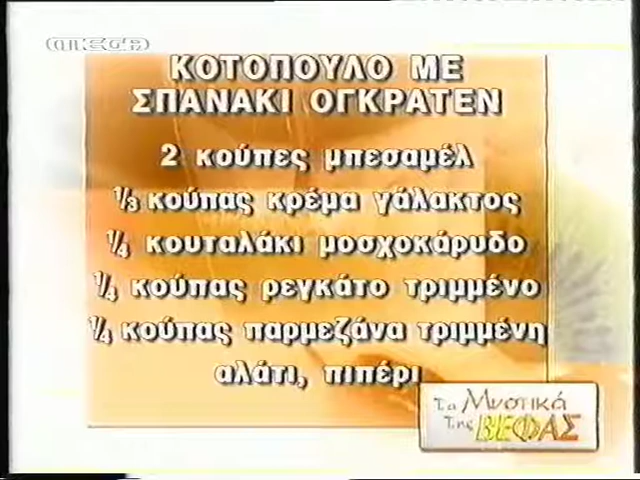 MEGA
ΚΟΤΟΠΟΥΛΟ ΜΕ
ΣΠΑΝΑΚΙ ΟΓΚΡΑΤΕΝ
2 κούπες μπεσαμέλ
1/3 κούπας κρέμα γάλακτος
1/4 κουταλάκι μοσχοκάρυδο
1/4 κούπας ρεγκάτο τριμμένο
1/4 κούπας παρμεζάνα τριμμένη
αλάτι, πιπέρι
Τα Μυστικά
Της ΒΕΦΑΣ